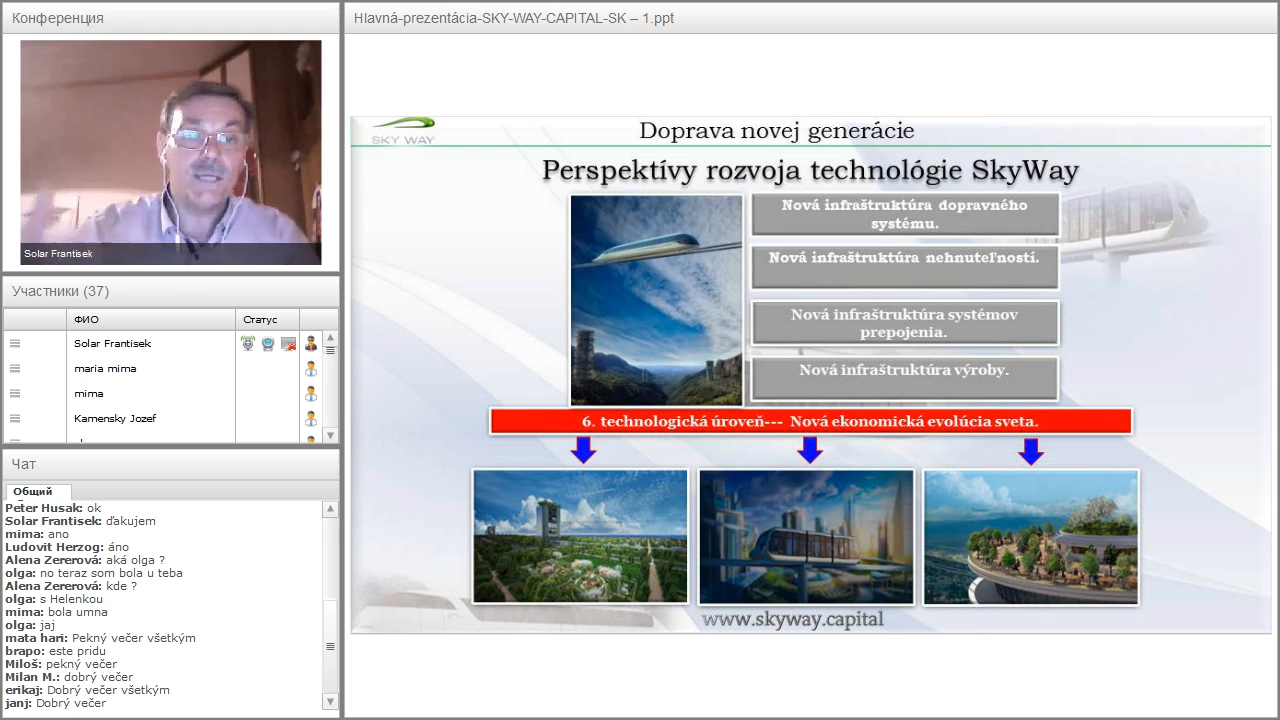 Конференция
Solar Frantisek
Участники (37)
ФИО
Статус
Solar Frantisek
maria mima
mima
Kamensky Jozef
Чат
Общий
Peter Husak: ok
Solar Frantisek: ďakujem
mima: ano
Ludovit Herzog: áno
Alena Zererová: aká olga ?
olga: no teraz som bola u teba
Alena Zererová: kde ?
olga: s Helenkou
mima: bola umna
olga: jaj
mata hari: Pekný večer všetkým
brapo: este pridu
Miloš: pekný večer
Milan M.: dobrý večer
erikaj: Dobrý večer všetkým
janj: Dobrý večer
Hlavná-prezentácia-SKY-WAY-CAPITAL-SK – 1.ppt
SKY WAY
Doprava novej generácie
Perspektívy rozvoja technológie SkyWay
Nová infraštruktúra dopravného
systému.
Nová infraštruktúra nehnuteľností.
Nová infraštruktúra systémov
prepojenia.
Nová infraštruktúra výroby.
6. technologická úroveň--- Nová ekonomická evolúcia sveta.
www.skyway.capital